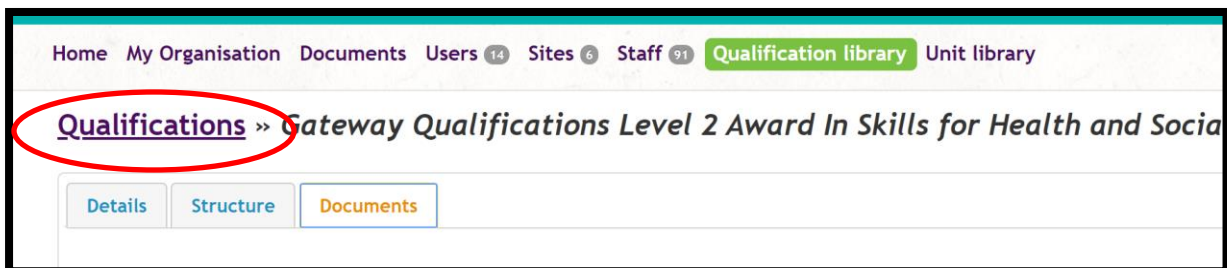 Home My Organisation Documents Users 14 Sites 6 Staff 91 Qualification library Unit library
Qualifications » Gateway Qualifications Level 2 Award In Skills for Health and Socia
Details Structure Documents